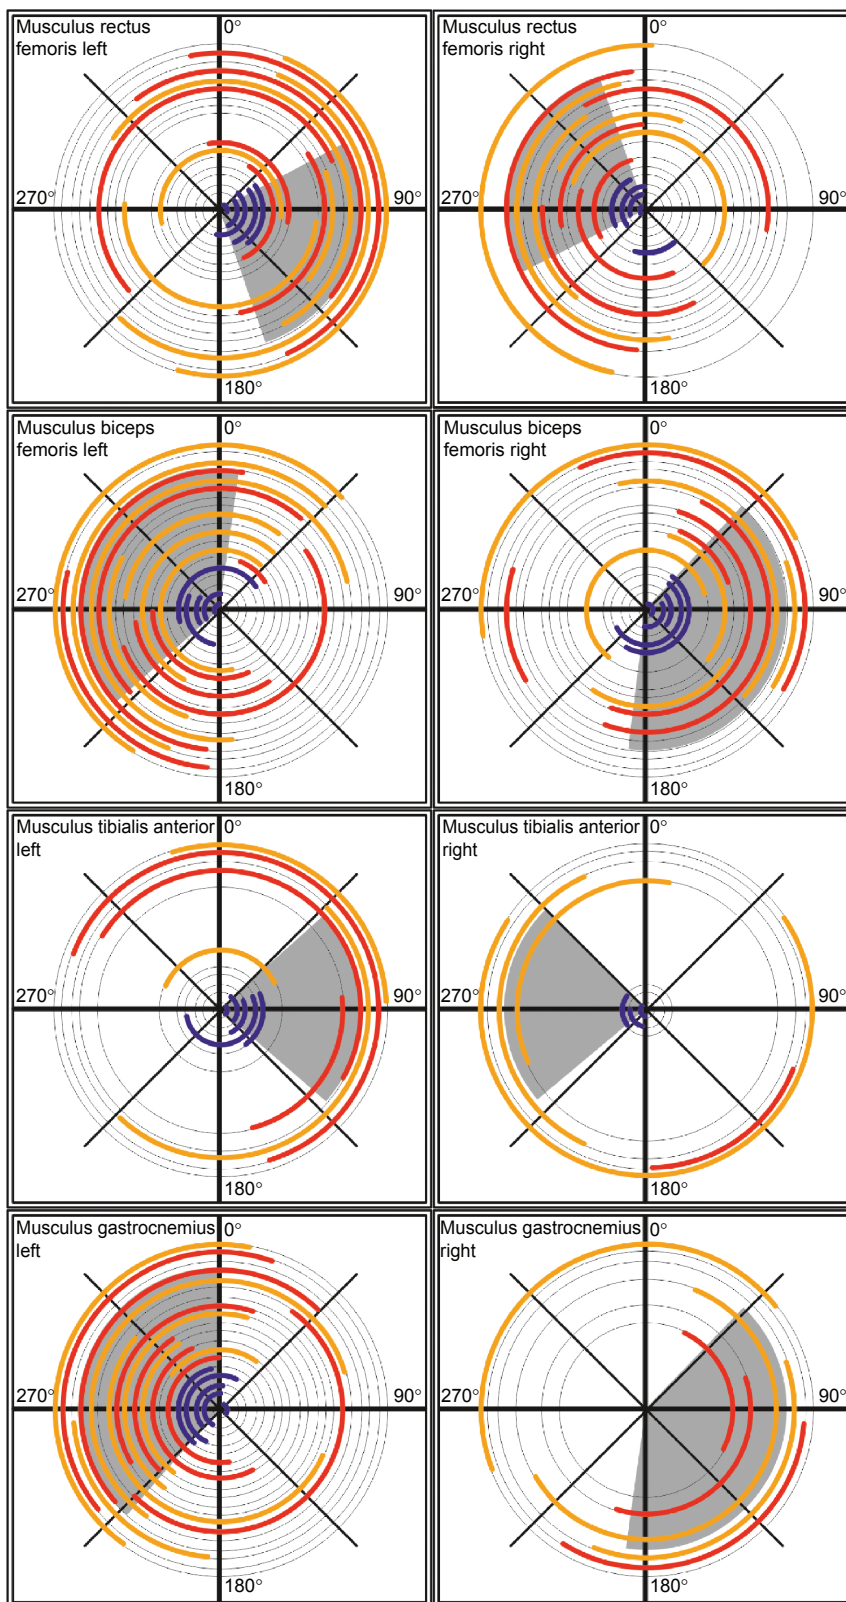 Musculus rectus
femoris left
0°
270°
90°
180°
Musculus rectus
femoris right
0°
270°
90°
180°
Musculus biceps
femoris left
0°
270°
90°
180°
Musculus biceps
femoris right
0°
270°
90°
180°
Musculus tibialis anterior
left
0°
270°
90°
180°
Musculus tibialis anterior
right
0°
270°
90°
180°
Musculus gastrocnemius
left
0°
270°
90°
180°
Musculus gastrocnemius
right
0°
270°
90°
180°